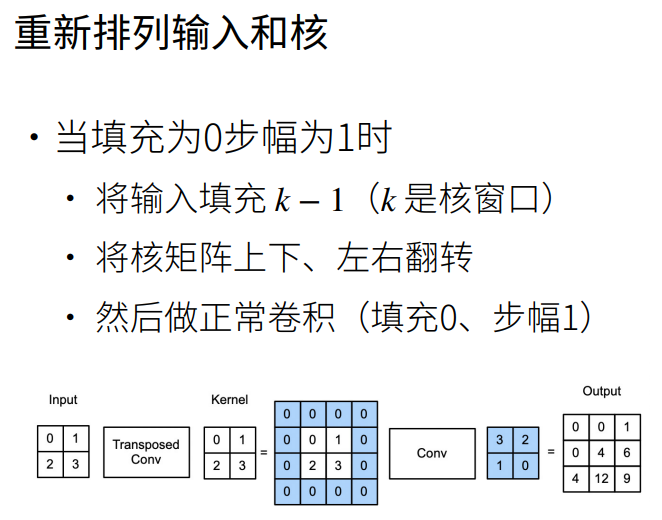 重新排列输入和核
• 当填充为0步幅为1时
• 将输入填充 k − 1（k 是核窗口）
• 将核矩阵上下、左右翻转
• 然后做正常卷积（填充0、步幅1）
Input Kernel Output
0 1 Transposed Conv 0 1 = 0 0 0 0 Conv 3 2 = 0 0 1
2 3 2 3 0 0 1 0 1 0 0 4 6
0 2 3 0 4 12 9
0 0 0 0